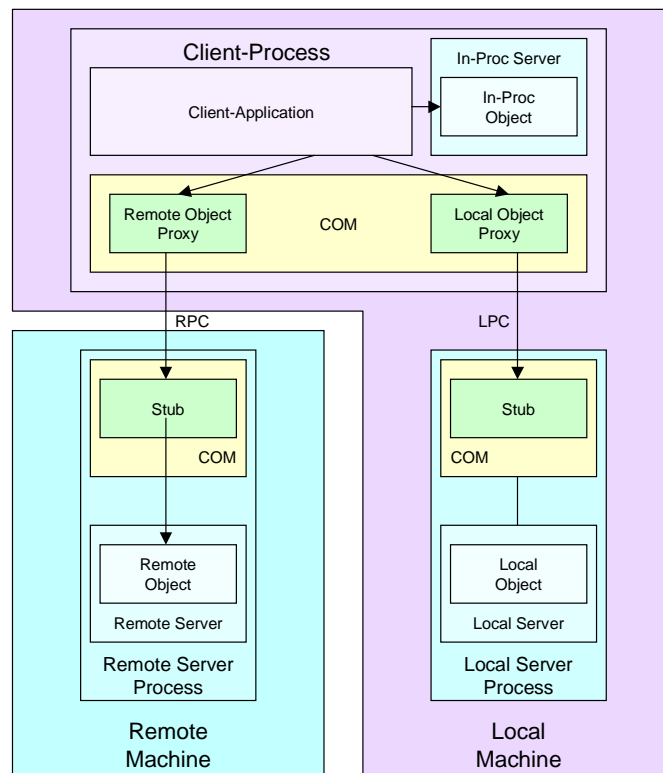 Client-Process
In-Proc Server
Client-Application
In-Proc
Object
Remote Object
Proxy
COM
Local Object
Proxy
RPC
LPC
Stub
COM
Stub
COM
Remote
Object
Remote Server
Local
Object
Local Server
Remote Server
Process
Local Server
Process
Remote
Machine
Local
Machine